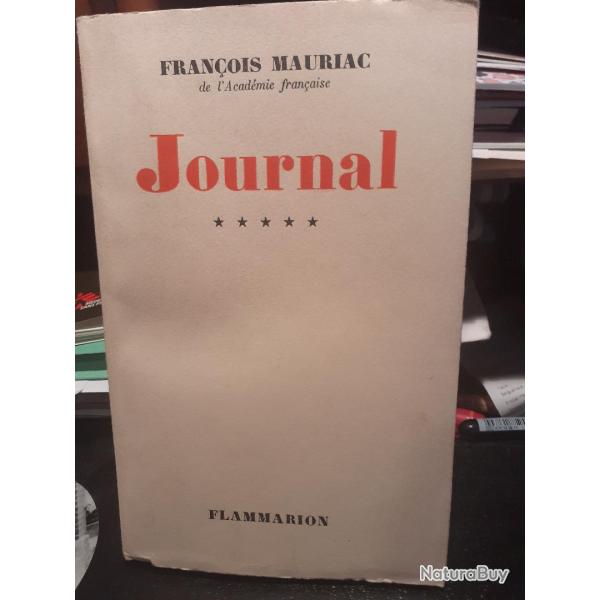 FRANÇOIS MAURIAC
de l'Académie française
Journal
★ ★ ★ ★ ★
FLAMMARION
NaturaBuy